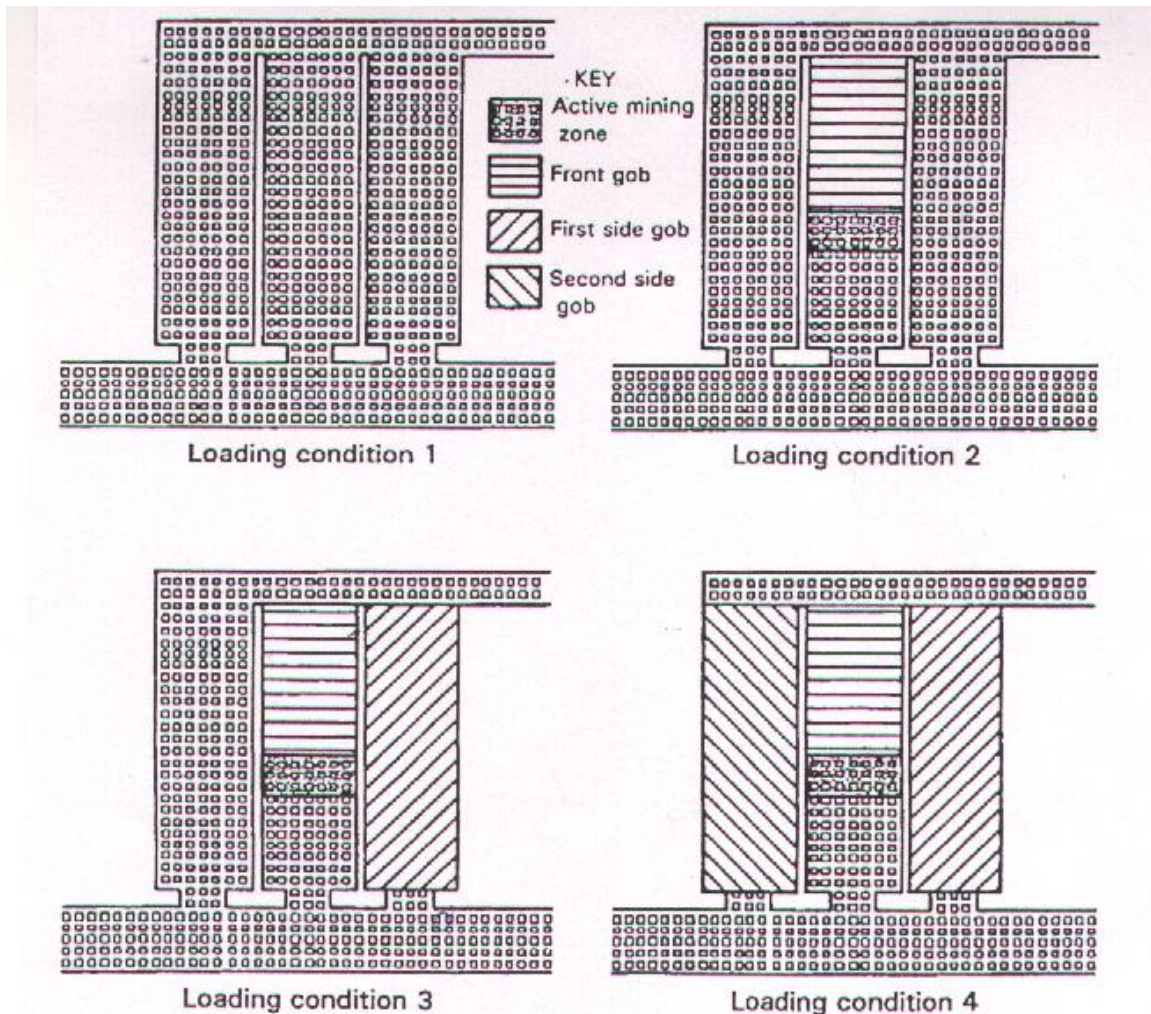 KEY
Active mining
zone
Front gob
First side gob
Second side
gob
Loading condition 1
Loading condition 2
Loading condition 3
Loading condition 4